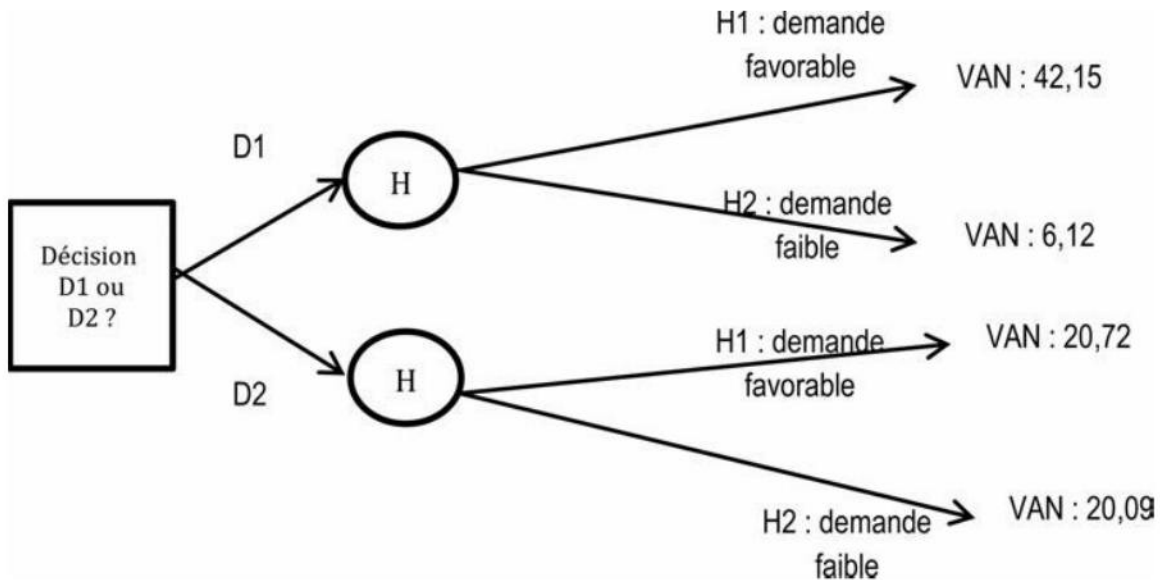 H1 : demande
favorable
VAN : 42,15
D1
H
H2 : demande
faible
VAN : 6,12
Décision
D1 ou
D2 ?
H1 : demande
favorable
VAN : 20,72
H
D2
H2 : demande
faible
VAN : 20,09